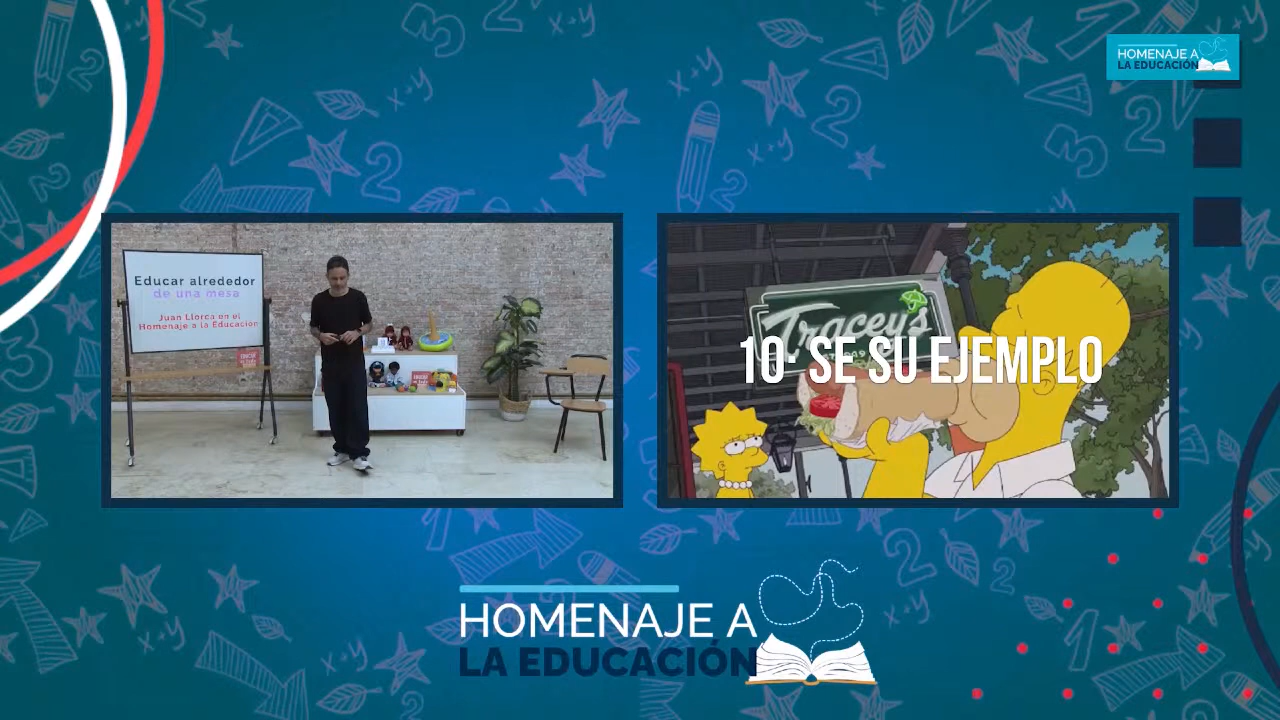 HOMENAJE A
LA EDUCACIÓN
Educar alrededor
de una mesa
Juan Llorca en el
Homenaje a la Educación
Tracey's
10· SE SU EJEMPLO
HOMENAJE A
LA EDUCACIÓN